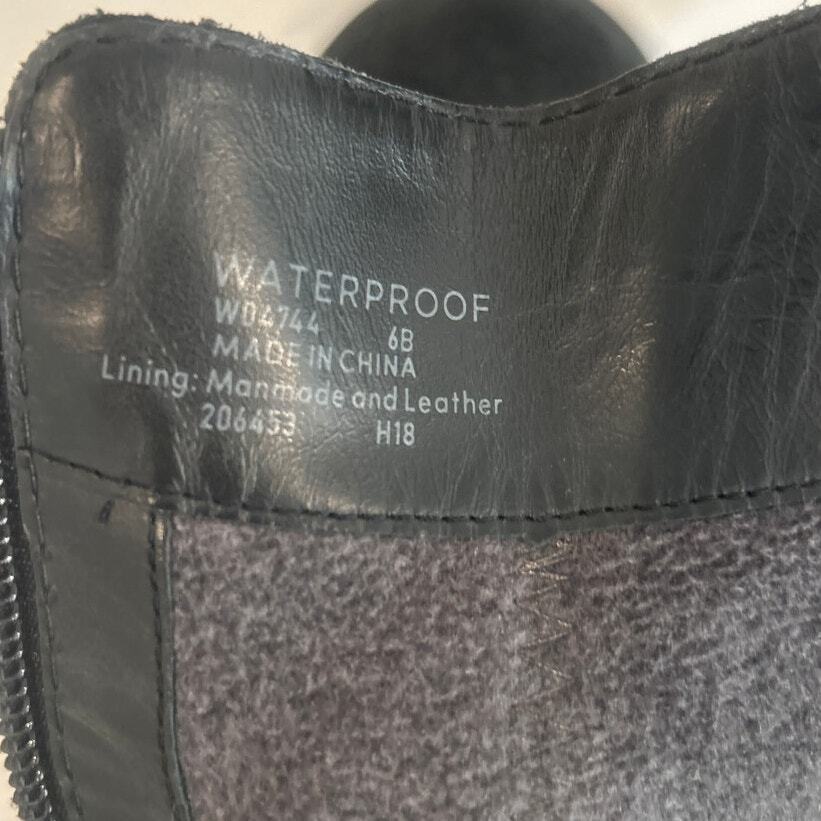 WATERPROOF
W04744 6B
MADE IN CHINA
Lining: Manmade and Leather
206453 H18